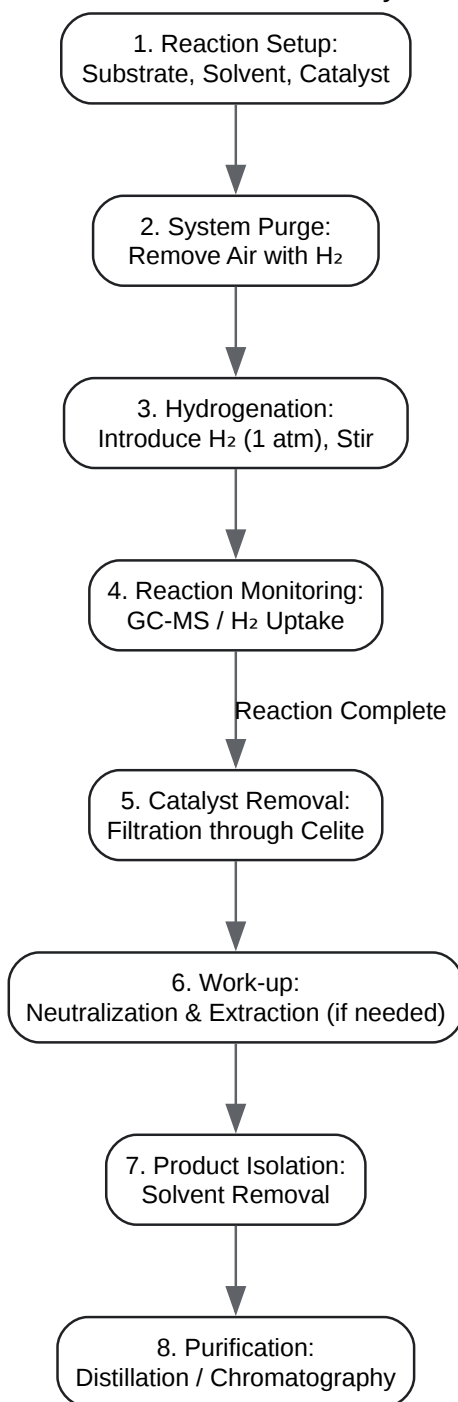 1. Reaction Setup:
Substrate, Solvent, Catalyst
2. System Purge:
Remove Air with H₂
3. Hydrogenation:
Introduce H₂ (1 atm), Stir
4. Reaction Monitoring:
GC-MS / H₂ Uptake
Reaction Complete
5. Catalyst Removal:
Filtration through Celite
6. Work-up:
Neutralization & Extraction (if needed)
7. Product Isolation:
Solvent Removal
8. Purification:
Distillation / Chromatography